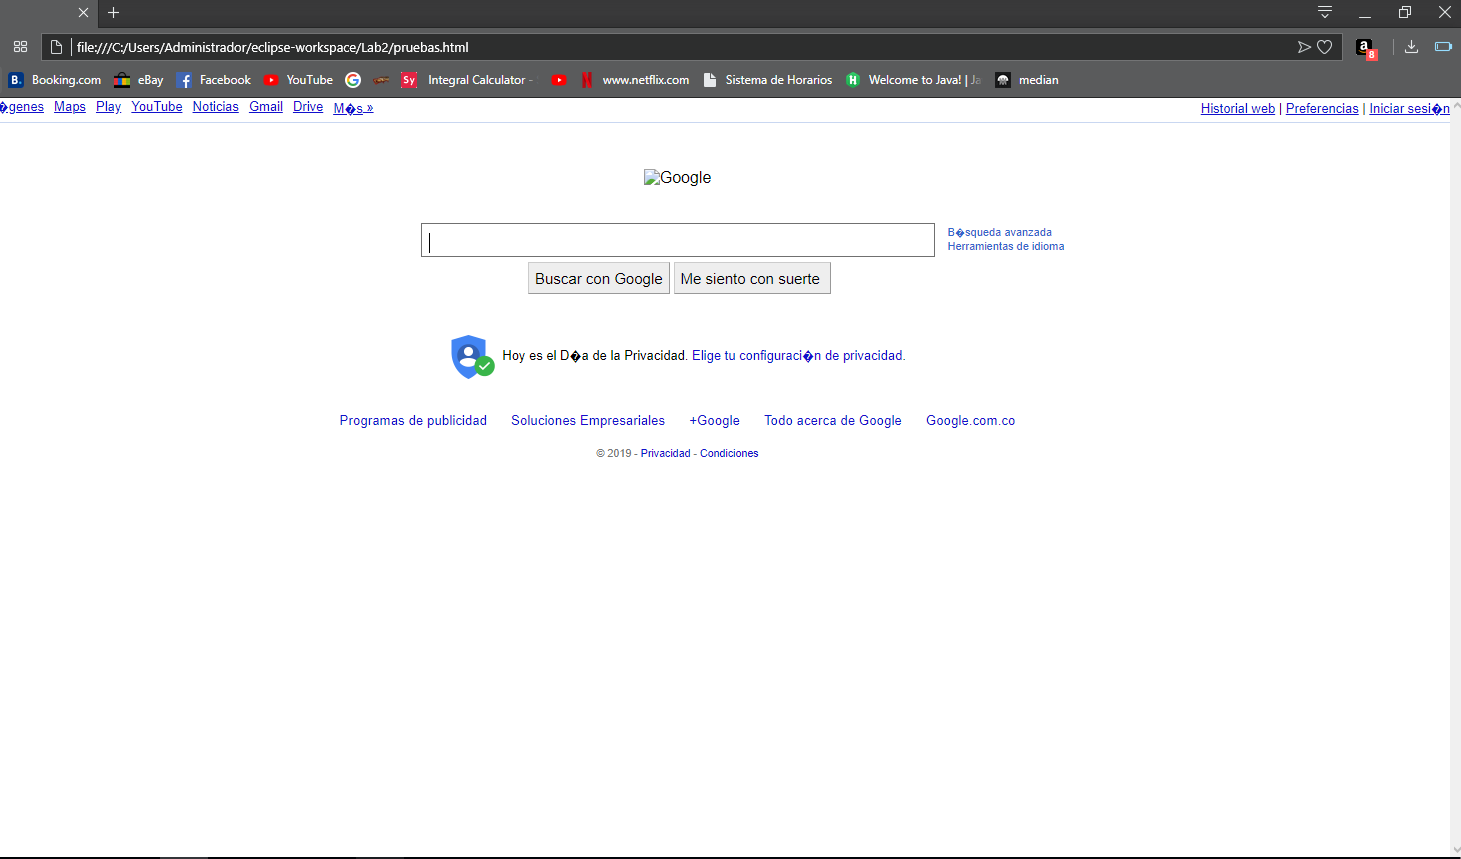 file:///C:/Users/Administrador/eclipse-workspace/Lab2/pruebas.html
a 8
B. Booking.com eBay Facebook YouTube Sy Integral Calculator - www.netflix.com Sistema de Horarios H Welcome to Java! | Ja median
�genes Maps Play YouTube Noticias Gmail Drive M�s » Historial web | Preferencias | Iniciar sesi�n
Google
B�squeda avanzada
Herramientas de idioma
Buscar con Google Me siento con suerte
Hoy es el D�a de la Privacidad. Elige tu configuraci�n de privacidad.
Programas de publicidad Soluciones Empresariales +Google Todo acerca de Google Google.com.co
© 2019 - Privacidad - Condiciones